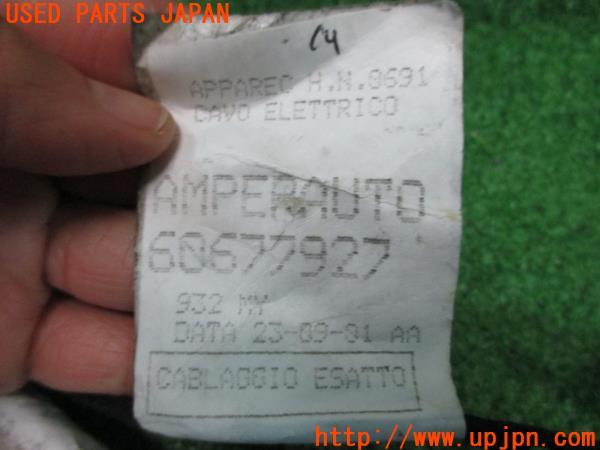 USED PARTS JAPAN
C4
APPAREC H.N.0691
CAVO ELETTRICO
AMPERAUTO
60677927
932 MY
DATA 23-09-01 AA
CABLAGGIO ESATTO
http://www.upjpn.com